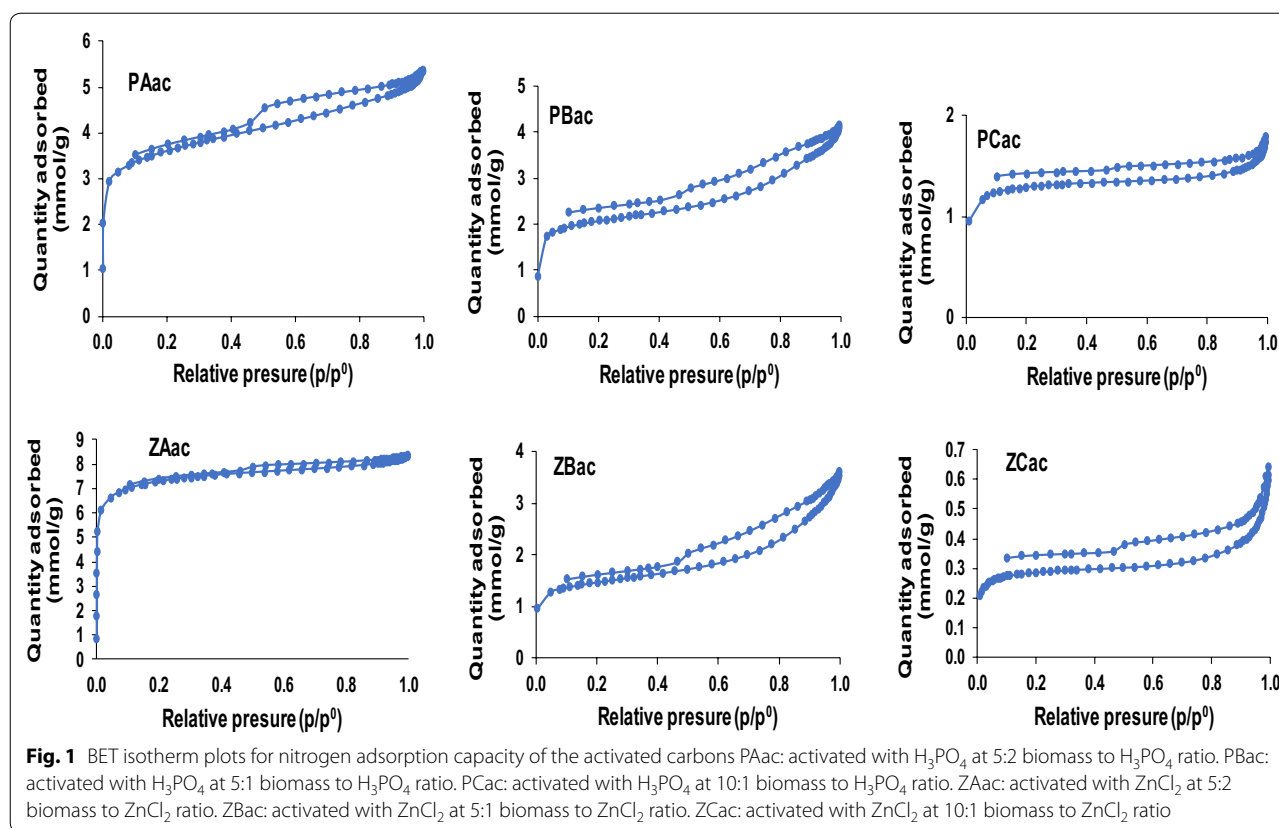 PAac
Quantity adsorbed
(mmol/g)
6
5
4
3
2
1
0
0.0 0.2 0.4 0.6 0.8 1.0
Relative presure (p/p⁰)
PBac
Quantity adsorbed
(mmol/g)
5
4
3
2
1
0
0.0 0.2 0.4 0.6 0.8 1.0
Relative presure (p/p⁰)
PCac
Quantity adsorbed
(mmol/g)
2
1
0
0.0 0.2 0.4 0.6 0.8 1.0
Relative presure (p/p⁰)
ZAac
Quantity adsorbed
(mmol/g)
9
8
7
6
5
4
3
2
1
0
0.0 0.2 0.4 0.6 0.8 1.0
Relative presure (p/p⁰)
ZBac
Quantity adsorbed
(mmol/g)
4
3
2
1
0
0.0 0.2 0.4 0.6 0.8 1.0
Relative presure (p/p⁰)
ZCac
Quantity adsorbed
(mmol/g)
0.7
0.6
0.5
0.4
0.3
0.2
0.1
0.0
0.0 0.2 0.4 0.6 0.8 1.0
Relative presure (p/p⁰)
Fig. 1 BET isotherm plots for nitrogen adsorption capacity of the activated carbons PAac: activated with H₃PO₄ at 5:2 biomass to H₃PO₄ ratio. PBac:
activated with H₃PO₄ at 5:1 biomass to H₃PO₄ ratio. PCac: activated with H₃PO₄ at 10:1 biomass to H₃PO₄ ratio. ZAac: activated with ZnCl₂ at 5:2
biomass to ZnCl₂ ratio. ZBac: activated with ZnCl₂ at 5:1 biomass to ZnCl₂ ratio. ZCac: activated with ZnCl₂ at 10:1 biomass to ZnCl₂ ratio